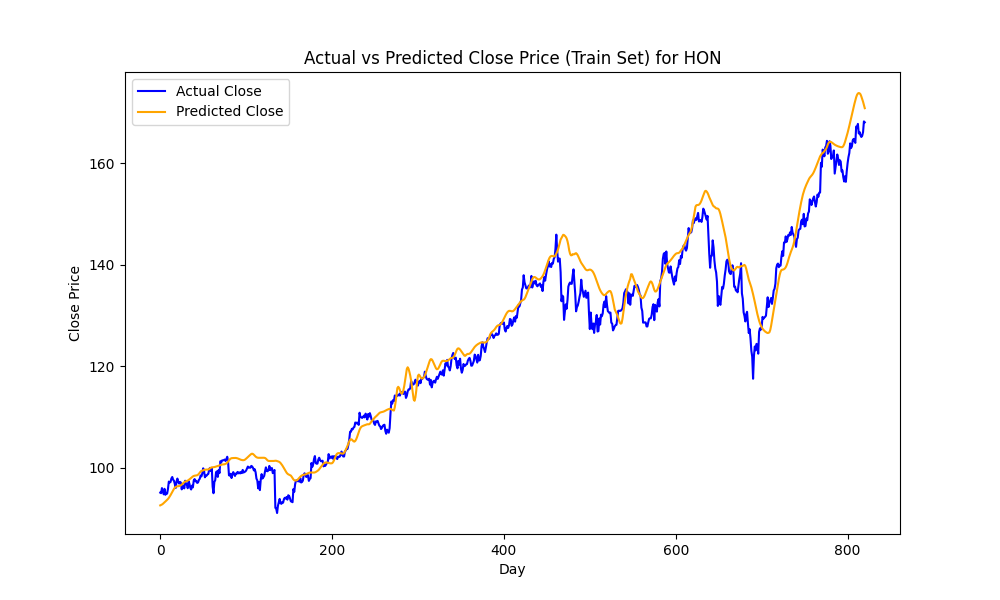 Actual vs Predicted Close Price (Train Set) for HON
Actual Close
Predicted Close
160
140
120
100
Close Price
0 200 400 600 800
Day